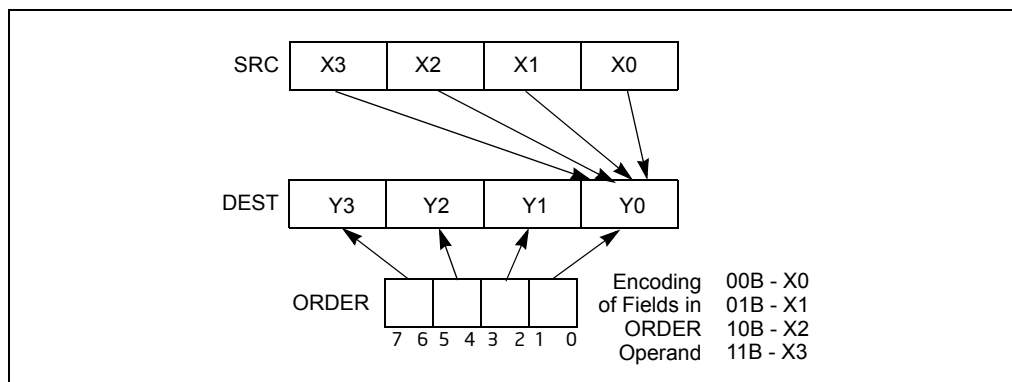 SRC X3 X2 X1 X0
DEST Y3 Y2 Y1 Y0
ORDER
7 6 5 4 3 2 1 0
Encoding 00B - X0
of Fields in 01B - X1
ORDER 10B - X2
Operand 11B - X3